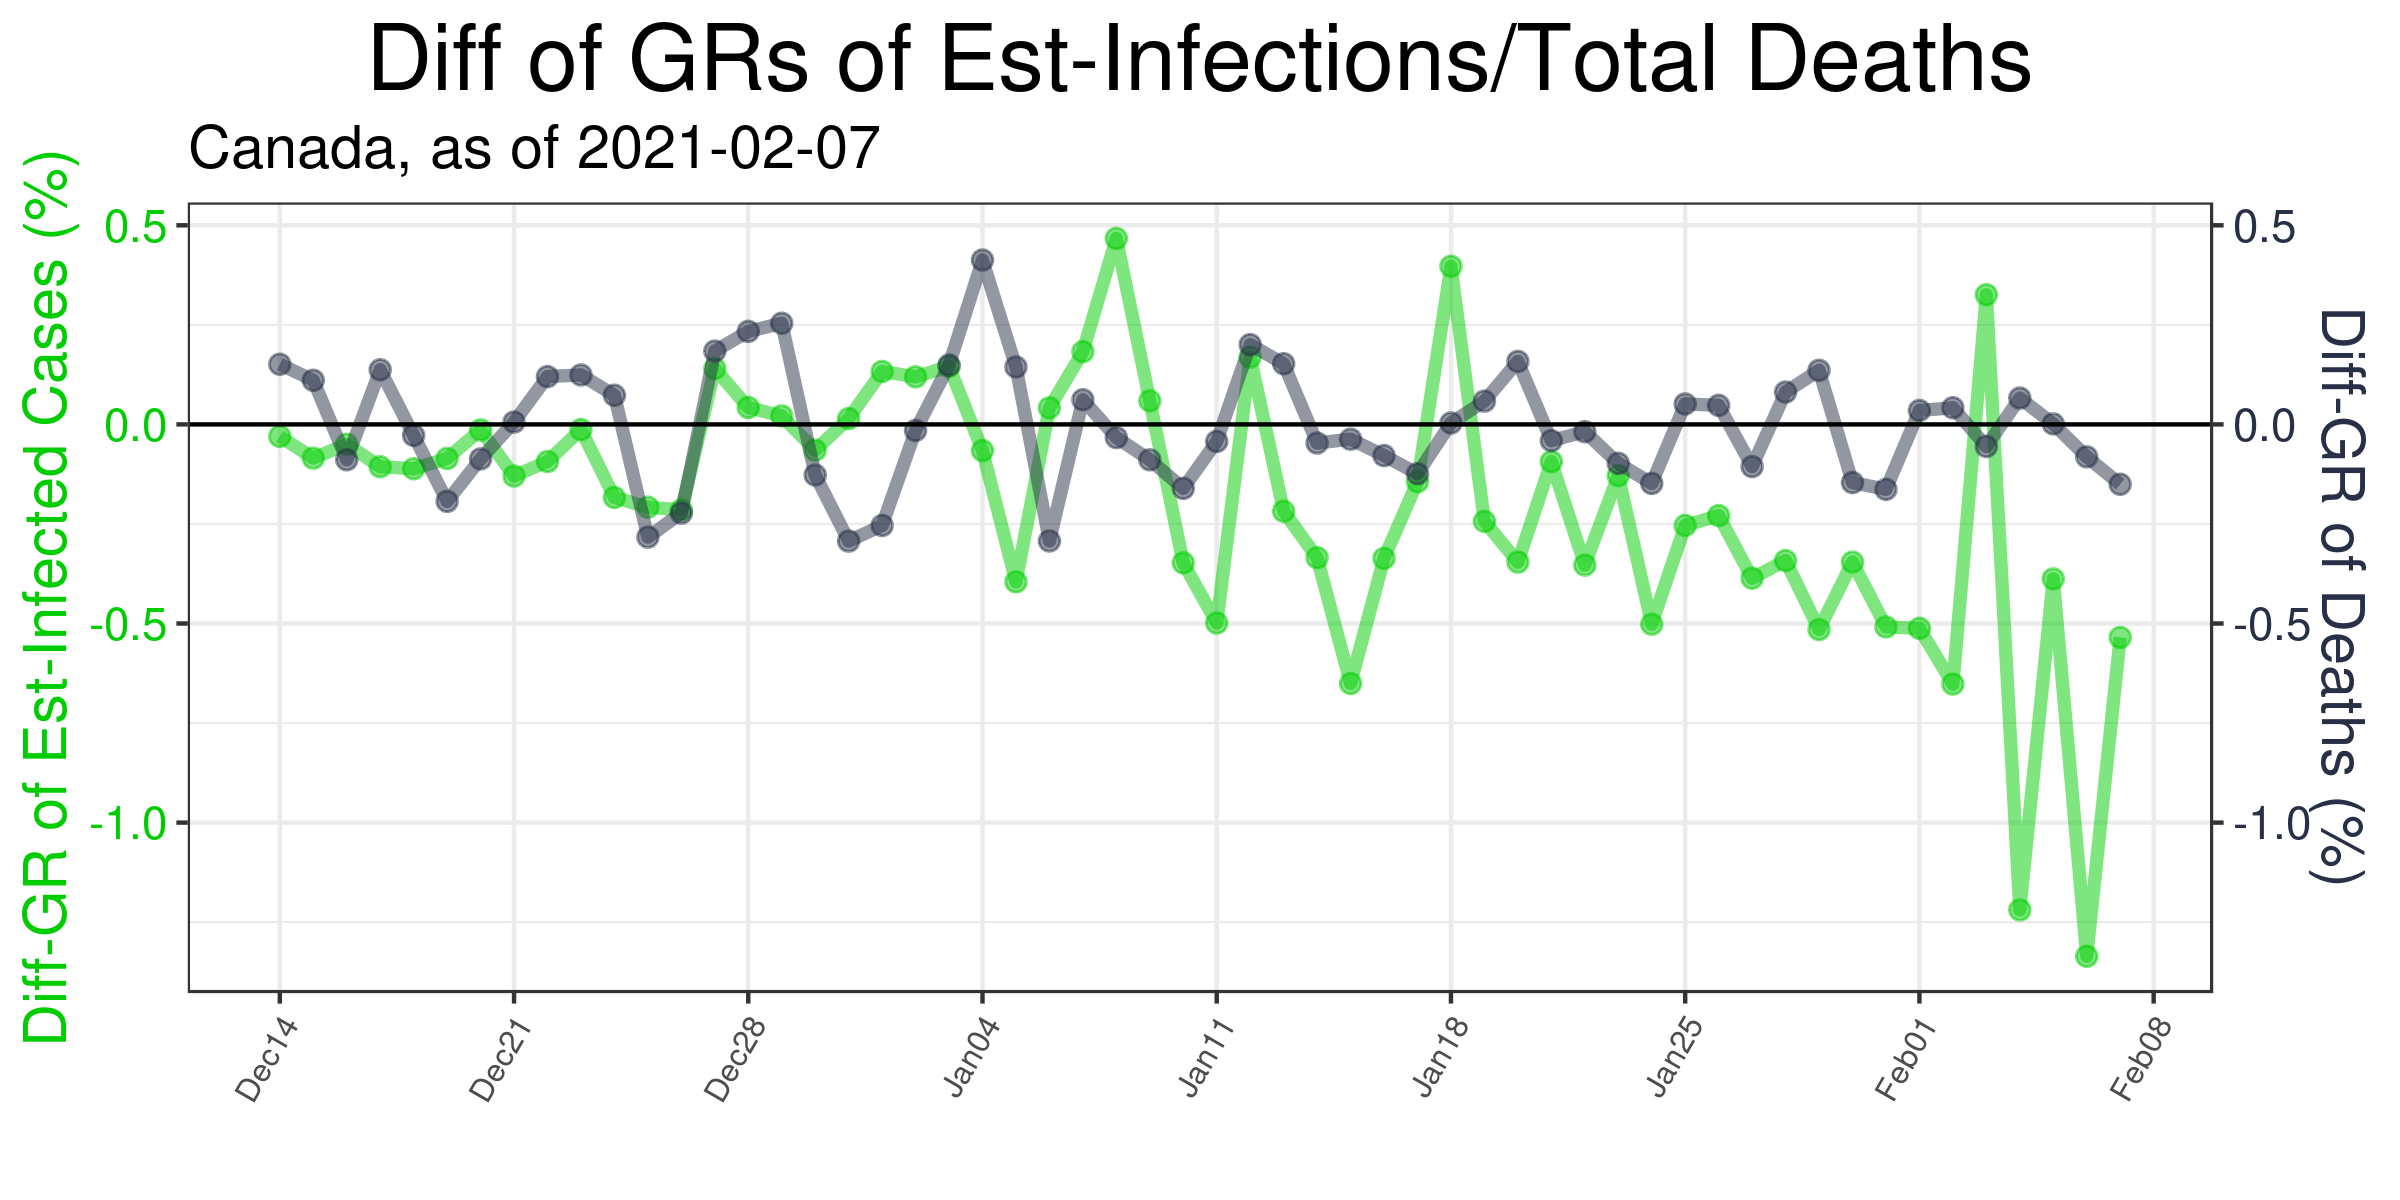 Diff of GRs of Est-Infections/Total Deaths
Canada, as of 2021-02-07
Diff-GR of Est-Infected Cases (%)
0.5
0.0
-0.5
-1.0
0.5
0.0
-0.5
-1.0
Diff-GR of Deaths (%)
Dec14
Dec21
Dec28
Jan04
Jan11
Jan18
Jan25
Feb01
Feb08